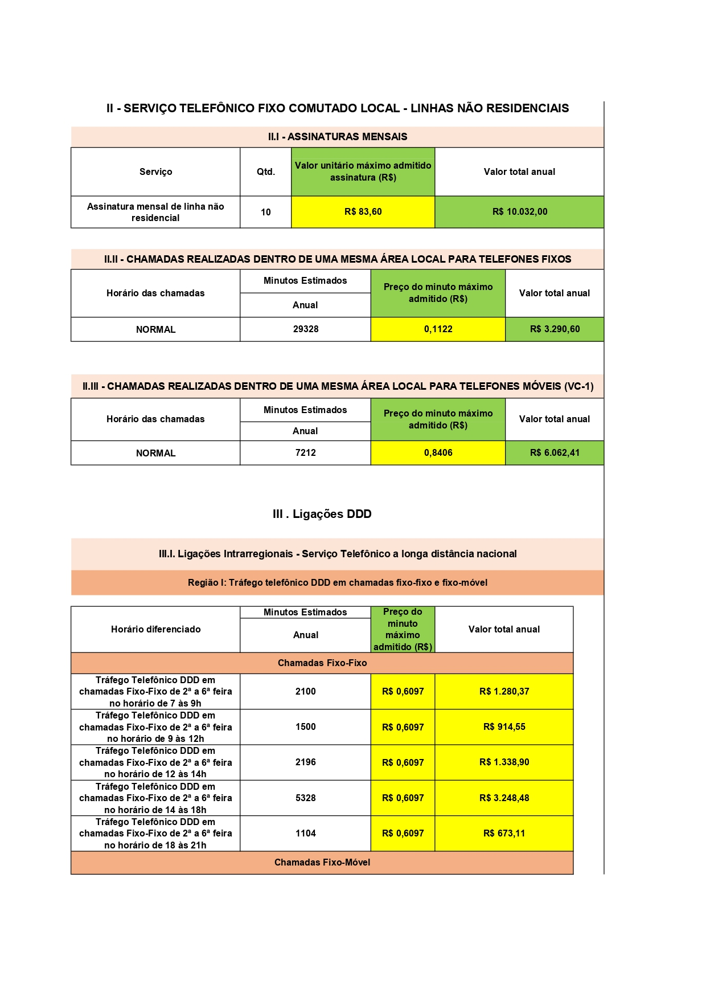 II - SERVIÇO TELEFÔNICO FIXO COMUTADO LOCAL - LINHAS NÃO RESIDENCIAIS
II.I - ASSINATURAS MENSAIS
Serviço
Qtd.
Valor unitário máximo admitido
assinatura (R$)
Valor total anual
Assinatura mensal de linha não
residencial
10
R$ 83,60
R$ 10.032,00
II.II - CHAMADAS REALIZADAS DENTRO DE UMA MESMA ÁREA LOCAL PARA TELEFONES FIXOS
Horário das chamadas
Minutos Estimados
Anual
Preço do minuto máximo
admitido (R$)
Valor total anual
NORMAL
29328
0,1122
R$ 3.290,60
II.III - CHAMADAS REALIZADAS DENTRO DE UMA MESMA ÁREA LOCAL PARA TELEFONES MÓVEIS (VC-1)
Horário das chamadas
Minutos Estimados
Anual
Preço do minuto máximo
admitido (R$)
Valor total anual
NORMAL
7212
0,8406
R$ 6.062,41
III . Ligações DDD
III.I. Ligações Intrarregionais - Serviço Telefônico a longa distância nacional
Região I: Tráfego telefônico DDD em chamadas fixo-fixo e fixo-móvel
Horário diferenciado
Minutos Estimados
Anual
Preço do
minuto
máximo
admitido (R$)
Valor total anual
Chamadas Fixo-Fixo
Tráfego Telefônico DDD em
chamadas Fixo-Fixo de 2ª a 6ª feira
no horário de 7 às 9h
2100
R$ 0,6097
R$ 1.280,37
Tráfego Telefônico DDD em
chamadas Fixo-Fixo de 2ª a 6ª feira
no horário de 9 às 12h
1500
R$ 0,6097
R$ 914,55
Tráfego Telefônico DDD em
chamadas Fixo-Fixo de 2ª a 6ª feira
no horário de 12 às 14h
2196
R$ 0,6097
R$ 1.338,90
Tráfego Telefônico DDD em
chamadas Fixo-Fixo de 2ª a 6ª feira
no horário de 14 às 18h
5328
R$ 0,6097
R$ 3.248,48
Tráfego Telefônico DDD em
chamadas Fixo-Fixo de 2ª a 6ª feira
no horário de 18 às 21h
1104
R$ 0,6097
R$ 673,11
Chamadas Fixo-Móvel